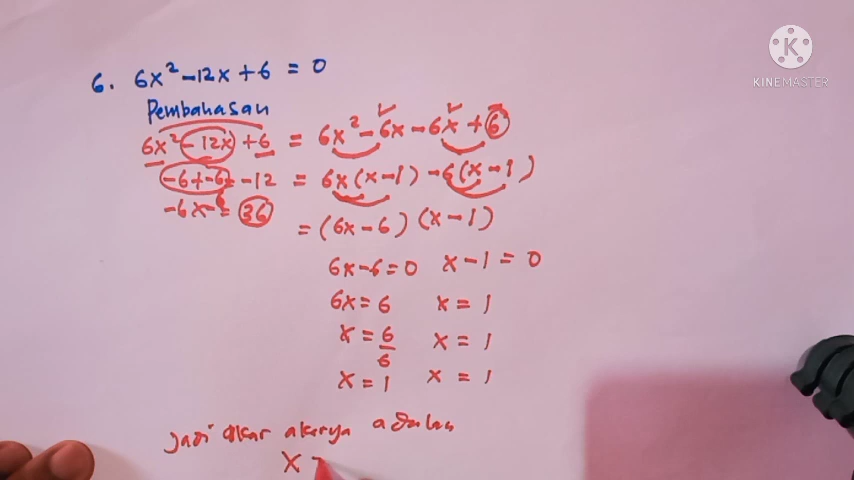 KINEMASTER
6. 6x² - 12x + 6 = 0
Pembahasan
6x² - 12x + 6 = 6x² - 6x - 6x + 6
-6 + -6 = -12 = 6x(x - 1) - 6(x - 1)
-6 x -6 = 36
= (6x - 6) (x - 1)
6x - 6 = 0 x - 1 = 0
6x = 6 x = 1
x = 6/6 x = 1
x = 1 x = 1
Jadi akar akarya adalah
X =